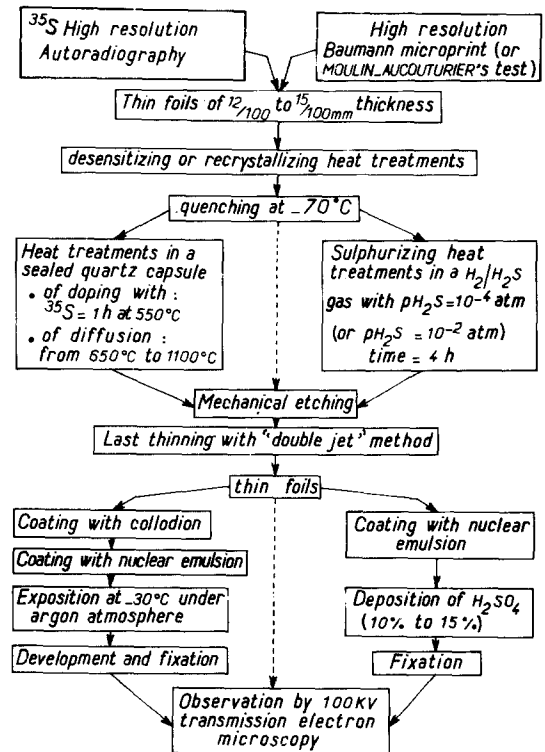 ³⁵S High resolution
Autoradiography
High resolution
Baumann microprint (or
MOULIN_AUCOUTURIER's
test)
Thin foils of 12/100 to 15/100mm thickness
desensitizing or recrystallizing heat treatments
quenching at _70°C
Heat treatments in a
sealed quartz capsule
• of doping with :
³⁵S = 1h at 550°C
• of diffusion :
from 650°C to 1100°C
Sulphurizing heat
treatments in a H₂/H₂S
gas with pH₂S = 10⁻⁴ atm
(or pH₂S = 10⁻² atm)
time = 4 h
Mechanical etching
Last thinning with "double jet" method
thin foils
Coating with collodion
Coating with nuclear emulsion
Exposition at _30°C under
argon atmosphere
Development and fixation
Coating with nuclear
emulsion
Deposition of H₂SO₄
(10% to 15%)
Fixation
Observation by 100KV
transmission electron
microscopy